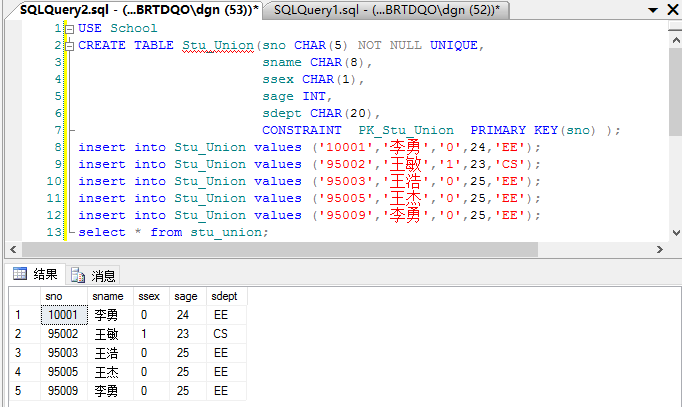 SQLQuery2.sql - (...BRTDQO\dgn (53))* SQLQuery1.sql - (...BRTDQO\dgn (52))*
1 USE School
2 CREATE TABLE Stu_Union(sno CHAR(5) NOT NULL UNIQUE,
3 sname CHAR(8),
4 ssex CHAR(1),
5 sage INT,
6 sdept CHAR(20),
7 CONSTRAINT PK_Stu_Union PRIMARY KEY(sno) );
8 insert into Stu_Union values ('10001','李勇','0',24,'EE');
9 insert into Stu_Union values ('95002','王敏','1',23,'CS');
10 insert into Stu_Union values ('95003','王浩','0',25,'EE');
11 insert into Stu_Union values ('95005','王杰','0',25,'EE');
12 insert into Stu_Union values ('95009','李勇','0',25,'EE');
13 select * from stu_union;
结果 消息
sno sname ssex sage sdept
1 10001 李勇 0 24 EE
2 95002 王敏 1 23 CS
3 95003 王浩 0 25 EE
4 95005 王杰 0 25 EE
5 95009 李勇 0 25 EE